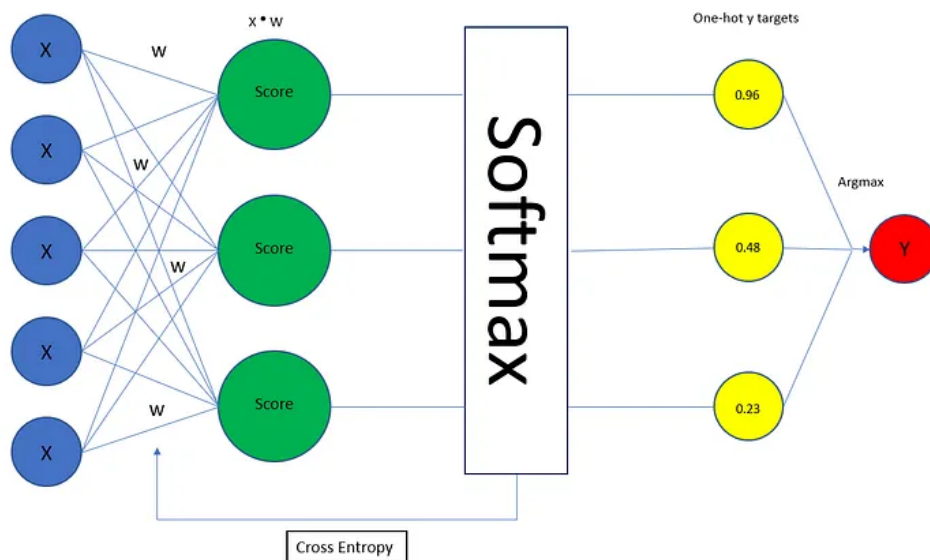 X • W
One-hot y targets
X
W
Score
0.96
X
W
Argmax
X
Score
W
Softmax
0.48
Y
X
W
Score
0.23
X
Cross Entropy